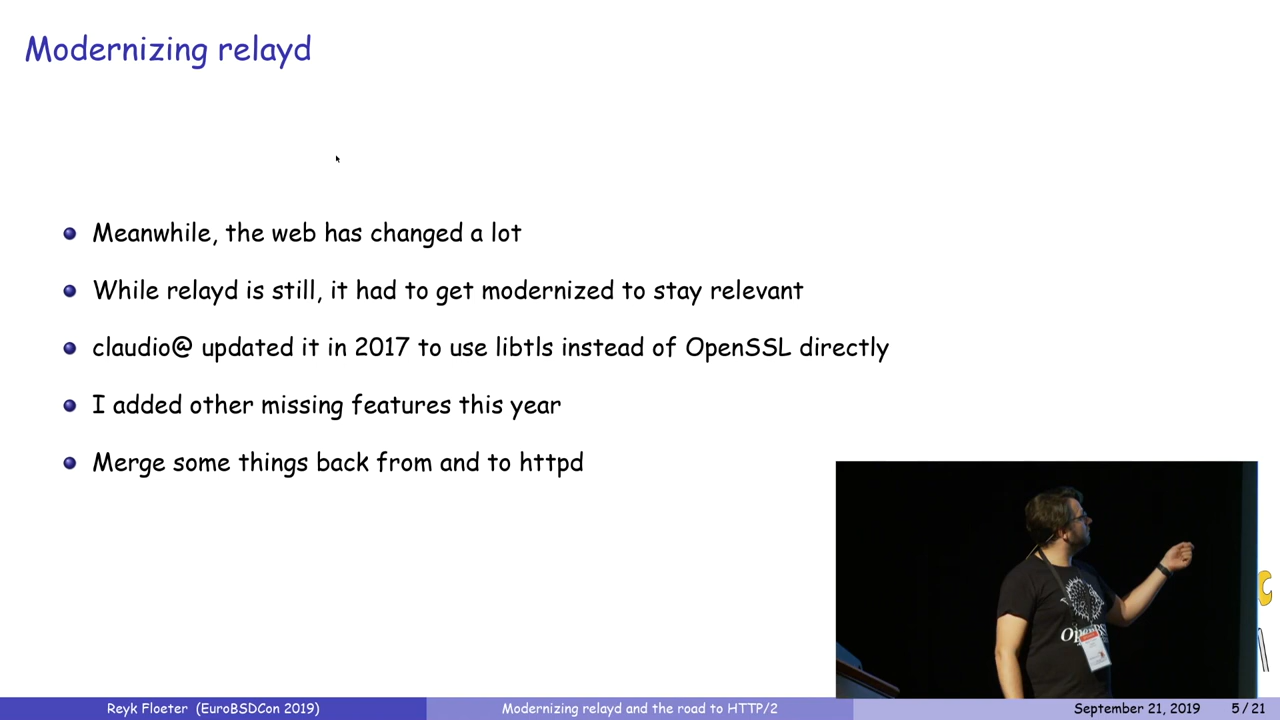 Modernizing relayd
Meanwhile, the web has changed a lot
While relayd is still, it had to get modernized to stay relevant
claudio@ updated it in 2017 to use libtls instead of OpenSSL directly
I added other missing features this year
Merge some things back from and to httpd
Reyk Floeter (EuroBSDCon 2019)
Modernizing relayd and the road to HTTP/2
September 21, 2019
5 / 21